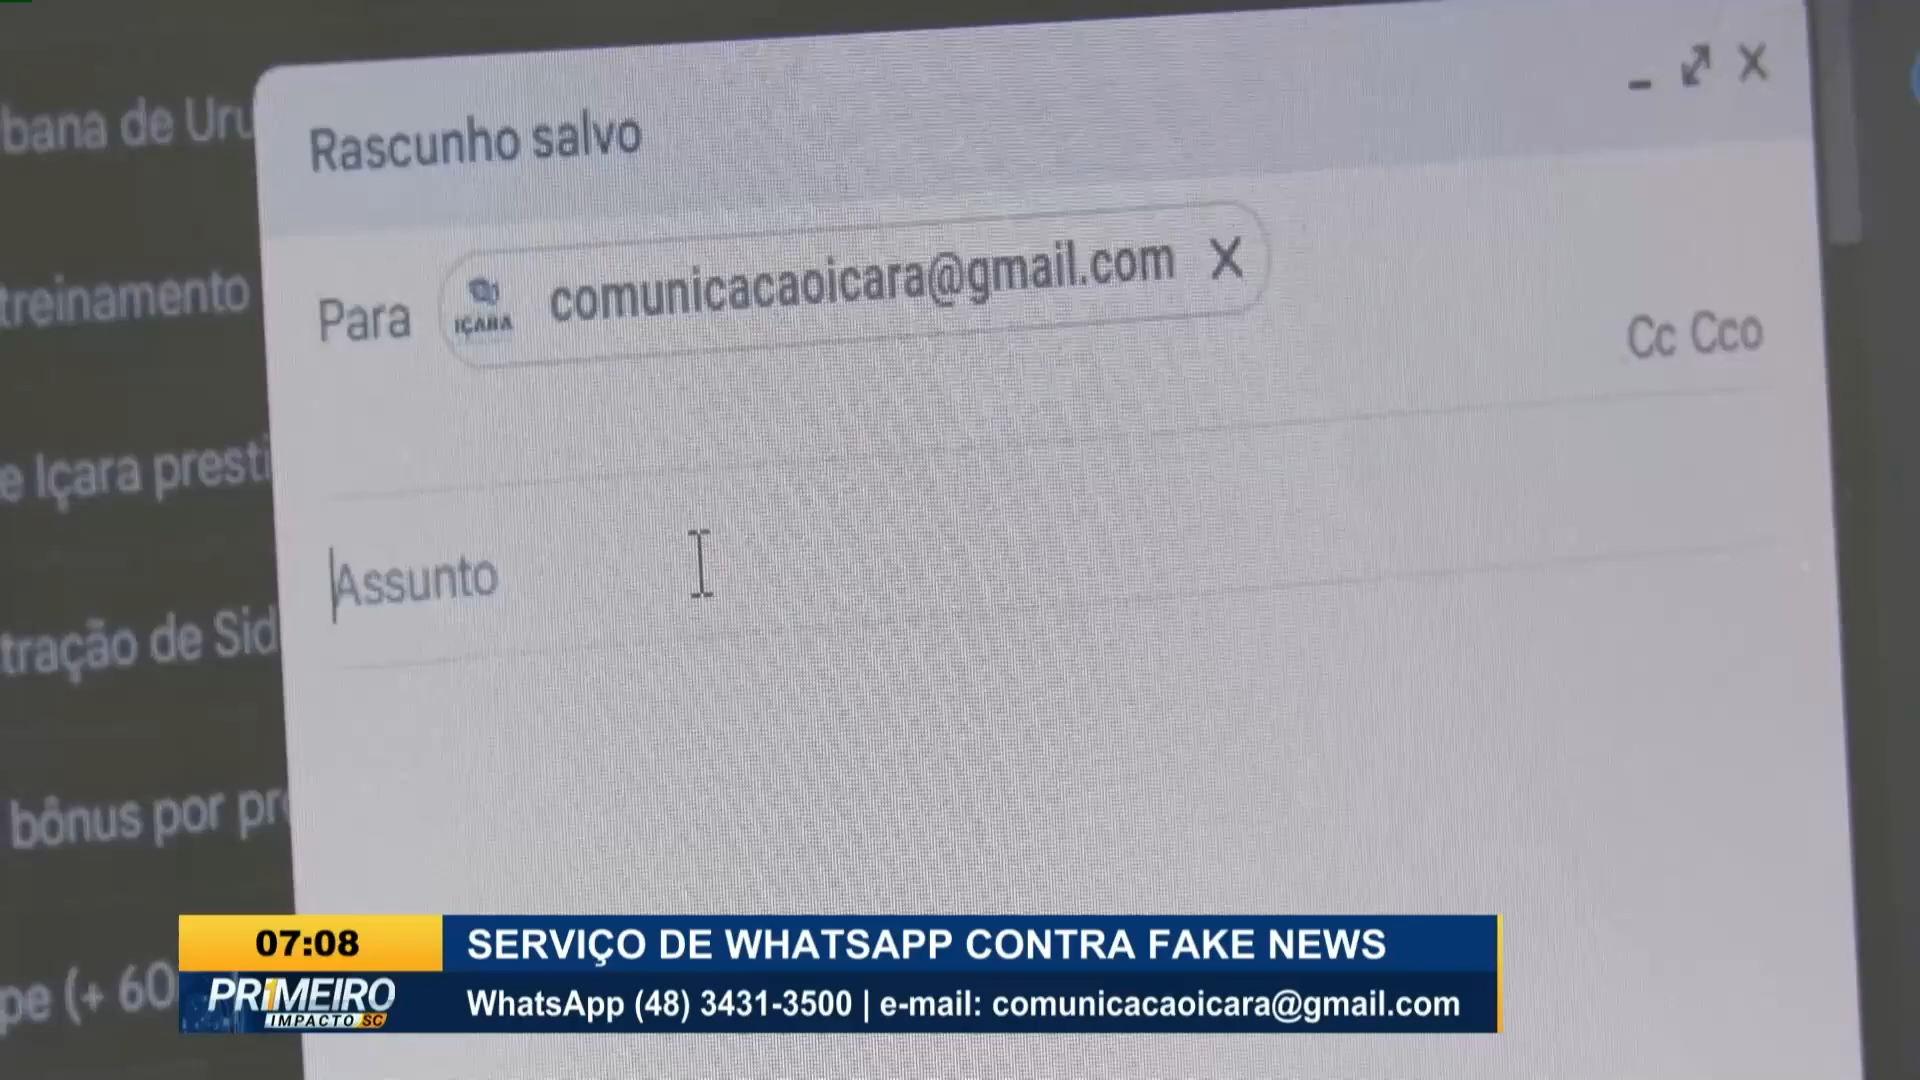 bana de Uru
treinamento
e Içara presti
tração de Sid
bônus por pr
pe (+ 60
Rascunho salvo
Para IÇARA comunicacaoicara@gmail.com X
Cc Cco
Assunto
07:08
SERVIÇO DE WHATSAPP CONTRA FAKE NEWS
PR1MEIRO
IMPACTO SC
WhatsApp (48) 3431-3500 | e-mail: comunicacaoicara@gmail.com